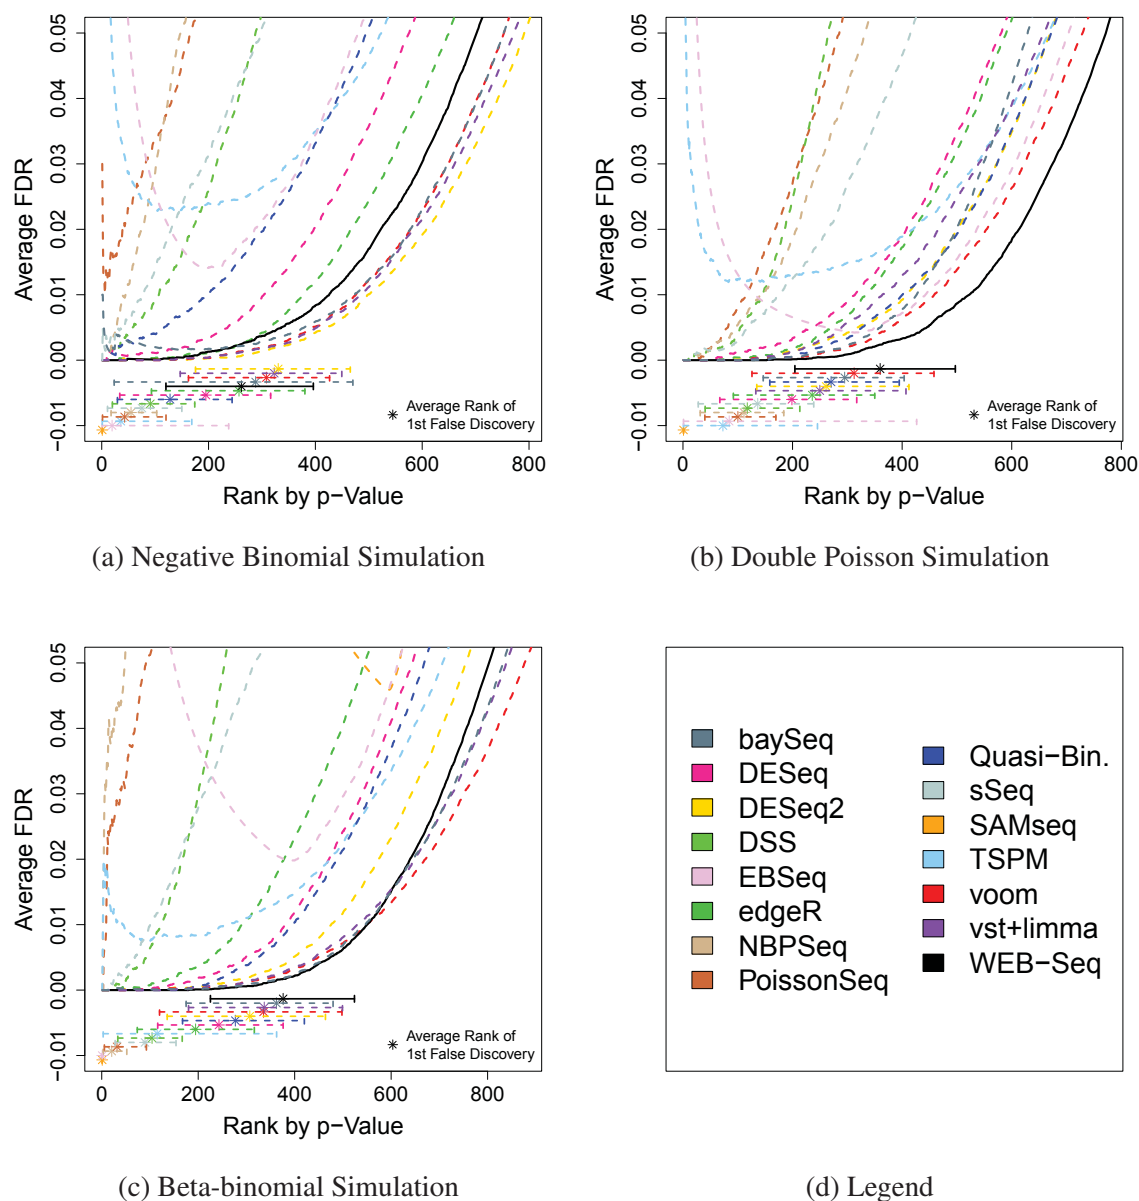 0.05
0.04
0.03
0.02
0.01
0.00
−0.01
Average FDR
0 200 400 600 800
Rank by p−Value
Average Rank of
1st False Discovery
(a) Negative Binomial Simulation
0.05
0.04
0.03
0.02
0.01
0.00
−0.01
Average FDR
0 200 400 600 800
Rank by p−Value
Average Rank of
1st False Discovery
(b) Double Poisson Simulation
0.05
0.04
0.03
0.02
0.01
0.00
−0.01
Average FDR
0 200 400 600 800
Rank by p−Value
Average Rank of
1st False Discovery
(c) Beta-binomial Simulation
baySeq
DESeq
DESeq2
DSS
EBSeq
edgeR
NBPSeq
PoissonSeq
Quasi−Bin.
sSeq
SAMseq
TSPM
voom
vst+limma
WEB−Seq
(d) Legend